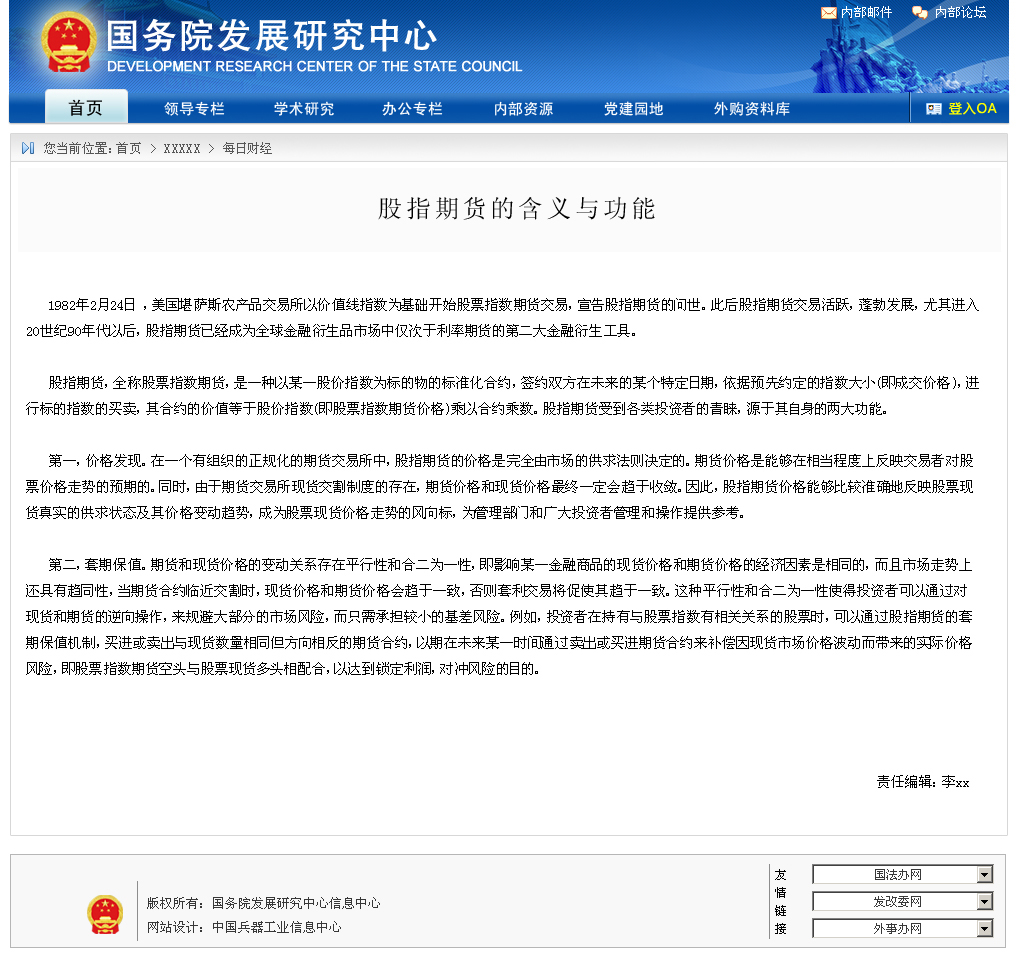 内部邮件 内部论坛
国务院发展研究中心
DEVELOPMENT RESEARCH CENTER OF THE STATE COUNCIL
首页 领导专栏 学术研究 办公专栏 内部资源 党建园地 外购资料库 登入OA
您当前位置：首页 > XXXXX > 每日财经
股指期货的含义与功能
1982年2月24日 ，美国堪萨斯农产品交易所以价值线指数为基础开始股票指数期货交易，宣告股指期货的问世。此后股指期货交易活跃，蓬勃发展，尤其进入
20世纪90年代以后，股指期货已经成为全球金融衍生品市场中仅次于利率期货的第二大金融衍生工具。
股指期货，全称股票指数期货，是一种以某一股价指数为标的物的标准化合约，签约双方在未来的某个特定日期，依据预先约定的指数大小(即成交价格)，进
行标的指数的买卖，其合约的价值等于股价指数(即股票指数期货价格)乘以合约乘数。股指期货受到各类投资者的青睐，源于其自身的两大功能。
第一，价格发现。在一个有组织的正规化的期货交易所中，股指期货的价格是完全由市场的供求法则决定的。期货价格是能够在相当程度上反映交易者对股
票价格走势的预期的。同时，由于期货交易所现货交割制度的存在，期货价格和现货价格最终一定会趋于收敛。因此，股指期货价格能够比较准确地反映股票现
货真实的供求状态及其价格变动趋势，成为股票现货价格走势的风向标，为管理部门和广大投资者管理和操作提供参考。
第二，套期保值。期货和现货价格的变动关系存在平行性和合二为一性，即影响某一金融商品的现货价格和期货价格的经济因素是相同的，而且市场走势上
还具有趋同性，当期货合约临近交割时，现货价格和期货价格会趋于一致，否则套利交易将促使其趋于一致。这种平行性和合二为一性使得投资者可以通过对
现货和期货的逆向操作，来规避大部分的市场风险，而只需承担较小的基差风险。例如，投资者在持有与股票指数有相关关系的股票时，可以通过股指期货的套
期保值机制，买进或卖出与现货数量相同但方向相反的期货合约，以期在未来某一时间通过卖出或买进期货合约来补偿因现货市场价格波动而带来的实际价格
风险，即股票指数期货空头与股票现货多头相配合，以达到锁定利润，对冲风险的目的。
责任编辑：李xx
版权所有：国务院发展研究中心信息中心
网站设计：中国兵器工业信息中心
友情链接
国法办网
发改委网
外事办网